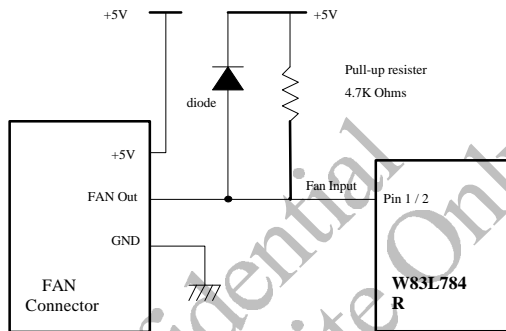 +5V
+5V
Pull-up resister
4.7K Ohms
diode
+5V
FAN Out
Fan Input
Pin 1 / 2
GND
FAN
Connector
W83L784
R